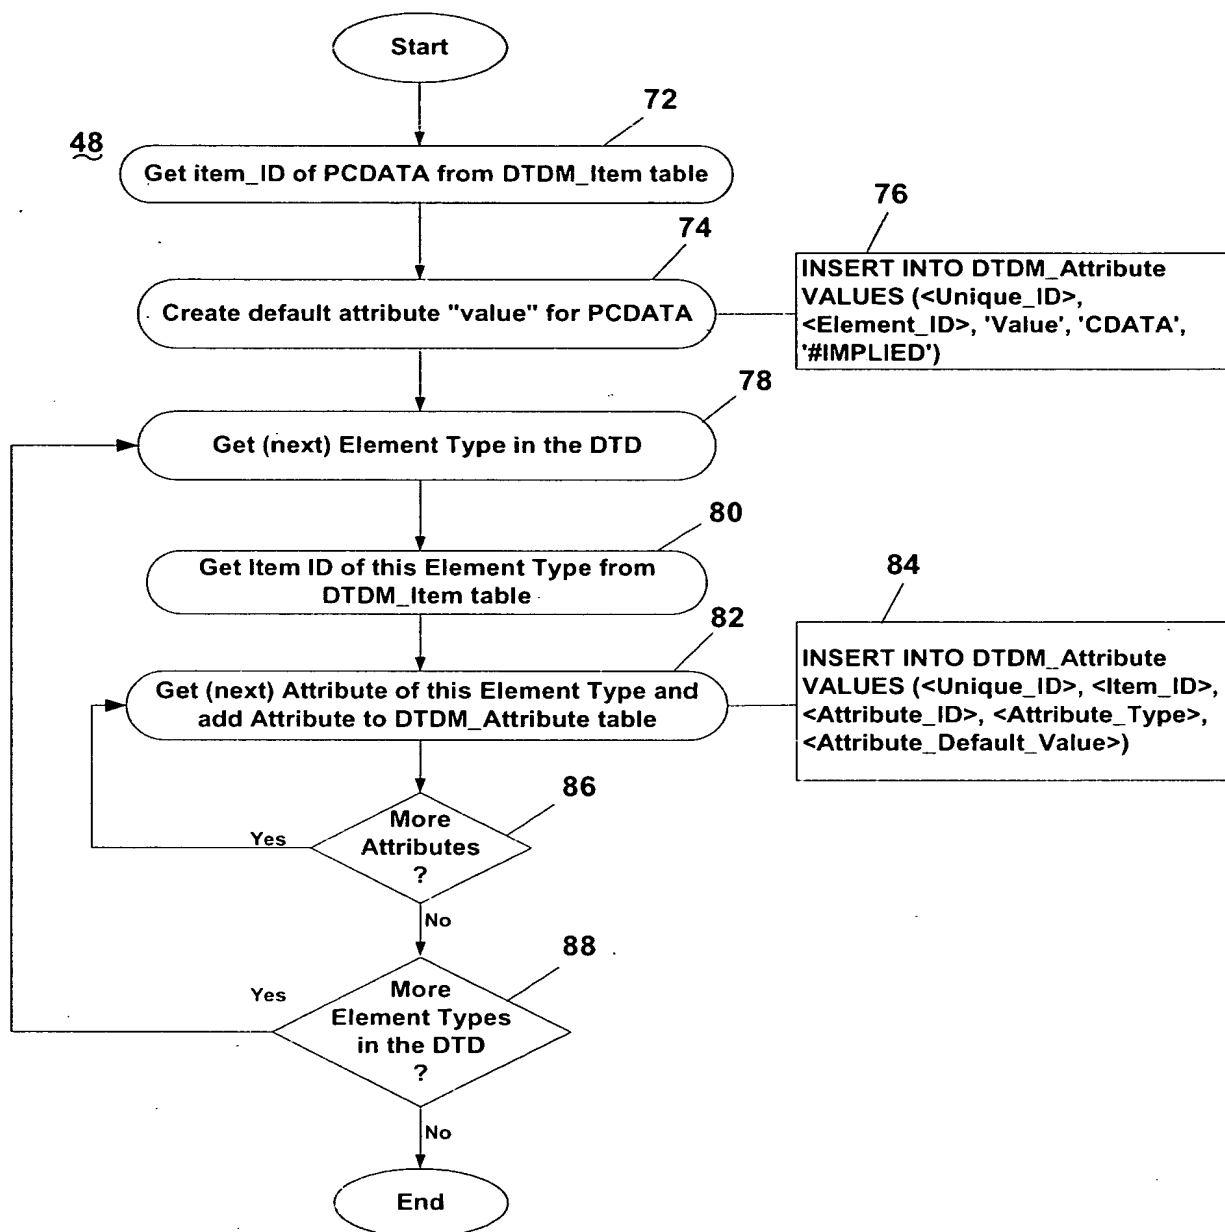 Start
72
48
Get item_ID of PCDATA from DTDM_Item table
74
76
Create default attribute "value" for PCDATA
INSERT INTO DTDM_Attribute
VALUES (<Unique_ID>,
<Element_ID>, 'Value', 'CDATA',
'#IMPLIED')
78
Get (next) Element Type in the DTD
80
Get Item ID of this Element Type from
DTDM_Item table
82
84
Get (next) Attribute of this Element Type and
add Attribute to DTDM_Attribute table
INSERT INTO DTDM_Attribute
VALUES (<Unique_ID>, <Item_ID>,
<Attribute_ID>, <Attribute_Type>,
<Attribute_Default_Value>)
86
More
Attributes
?
Yes
No
88
More
Element Types
in the DTD
?
Yes
No
End